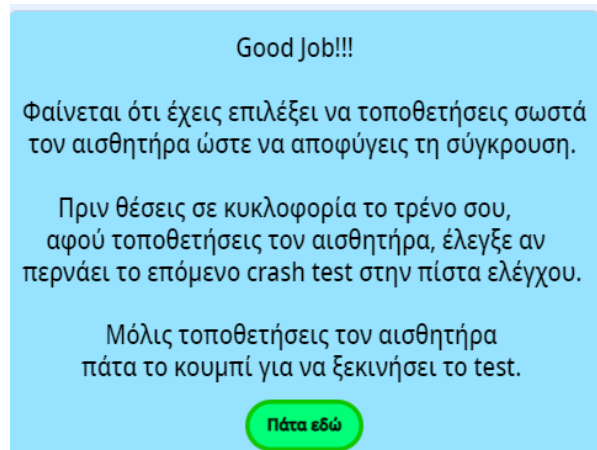 Good Job!!!
Φαίνεται ότι έχεις επιλέξει να τοποθετήσεις σωστά
τον αισθητήρα ώστε να αποφύγεις τη σύγκρουση.
Πριν θέσεις σε κυκλοφορία το τρένο σου,
αφού τοποθετήσεις τον αισθητήρα, έλεγξε αν
περνάει το επόμενο crash test στην πίστα ελέγχου.
Μόλις τοποθετήσεις τον αισθητήρα
πάτα το κουμπί για να ξεκινήσει το test.
Πάτα εδώ